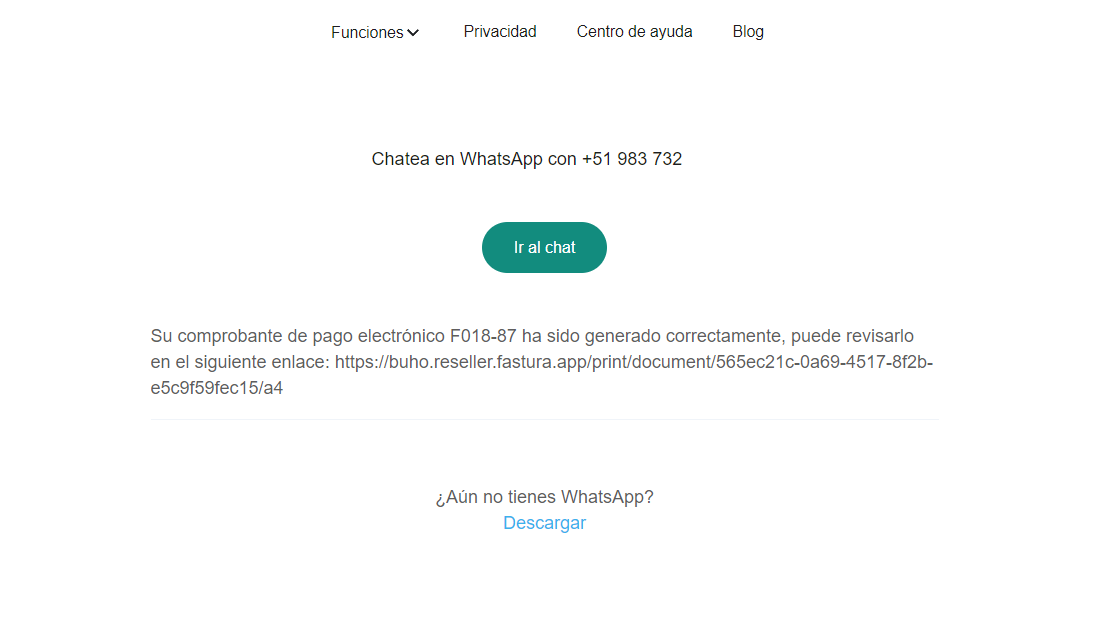 Funciones
Privacidad
Centro de ayuda
Blog
Chatea en WhatsApp con +51 983 732
Ir al chat
Su comprobante de pago electrónico F018-87 ha sido generado correctamente, puede revisarlo
en el siguiente enlace: https://buho.reseller.fastura.app/print/document/565ec21c-0a69-4517-8f2b-
e5c9f59fec15/a4
¿Aún no tienes WhatsApp?
Descargar